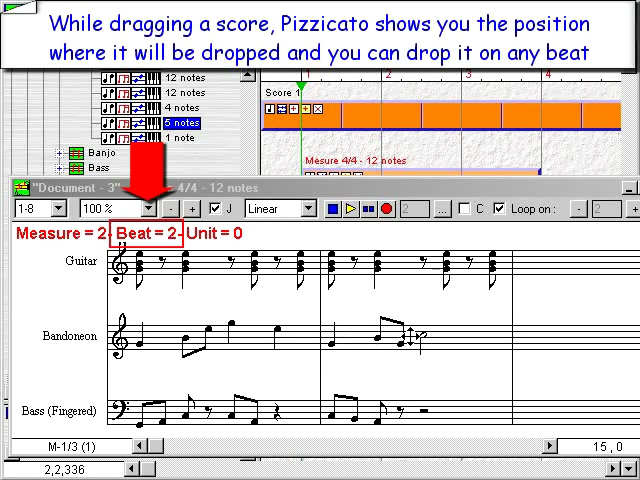 While dragging a score, Pizzicato shows you the position
where it will be dropped and you can drop it on any beat
12 notes
12 notes
4 notes
5 notes
1 note
Banjo
Bass
1 2 3 4
Score 1
Mesure 4/4 - 12 notes
"Document - 3" 4/4 - 12 notes
1-8 100 % - + J Linear 2 ... C Loop on : - 2
Measure = 2- Beat = 2- Unit = 0
Guitar
Bandoneon
Bass (Fingered)
M-1/3 (1) 15 , 0
2,2,336